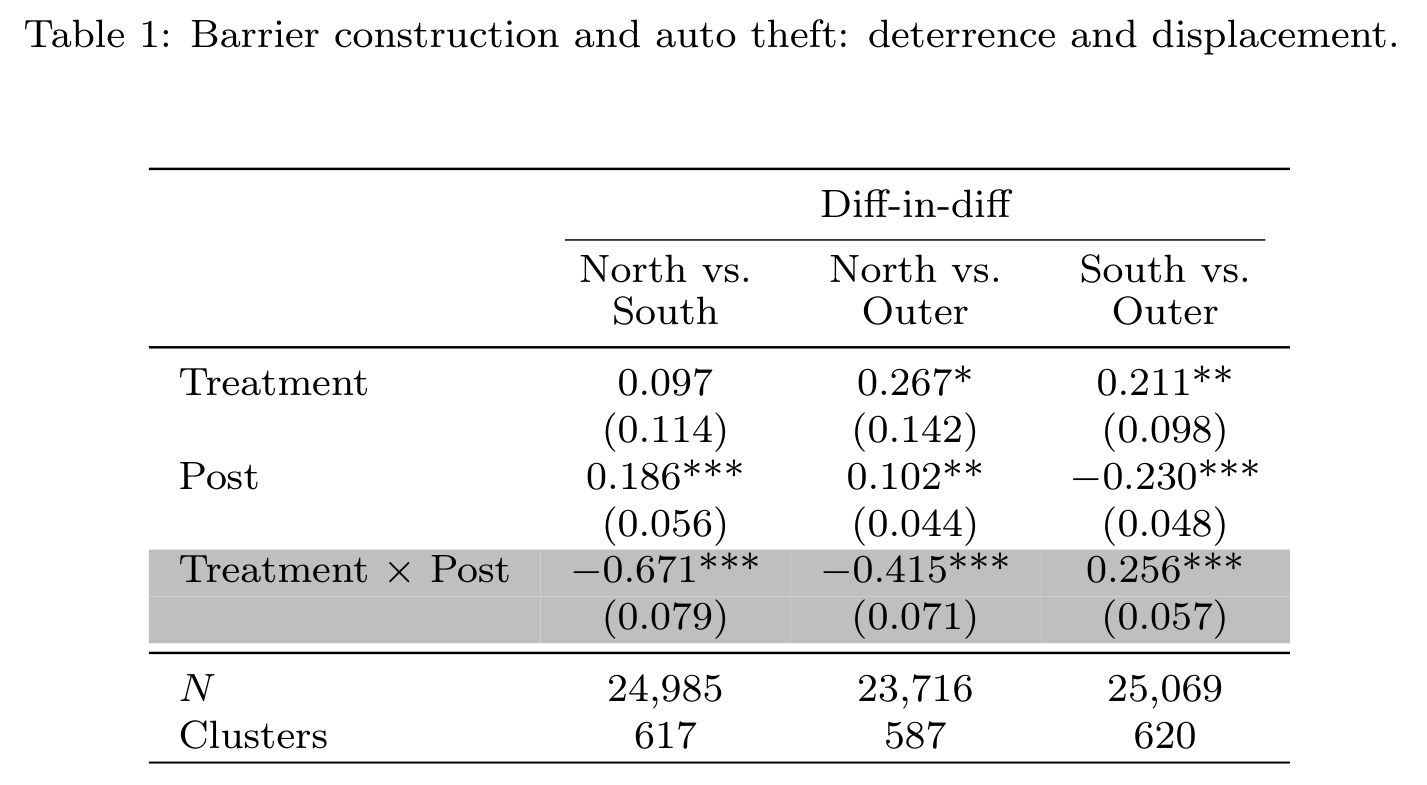 Table 1: Barrier construction and auto theft: deterrence and displacement.
Diff-in-diff
North vs. North vs. South vs.
South Outer Outer
Treatment 0.097 0.267* 0.211**
(0.114) (0.142) (0.098)
Post 0.186*** 0.102** −0.230***
(0.056) (0.044) (0.048)
Treatment × Post −0.671*** −0.415*** 0.256***
(0.079) (0.071) (0.057)
N 24,985 23,716 25,069
Clusters 617 587 620